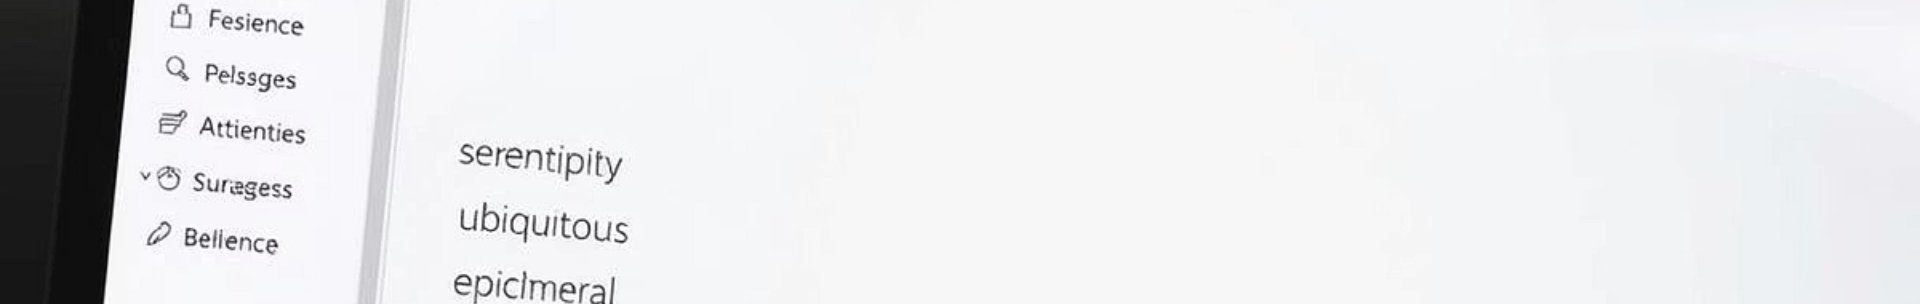 Fesience
Pelssges
Attienties
Suragess
Belience
serentipity
ubiquitous
epiclmeral